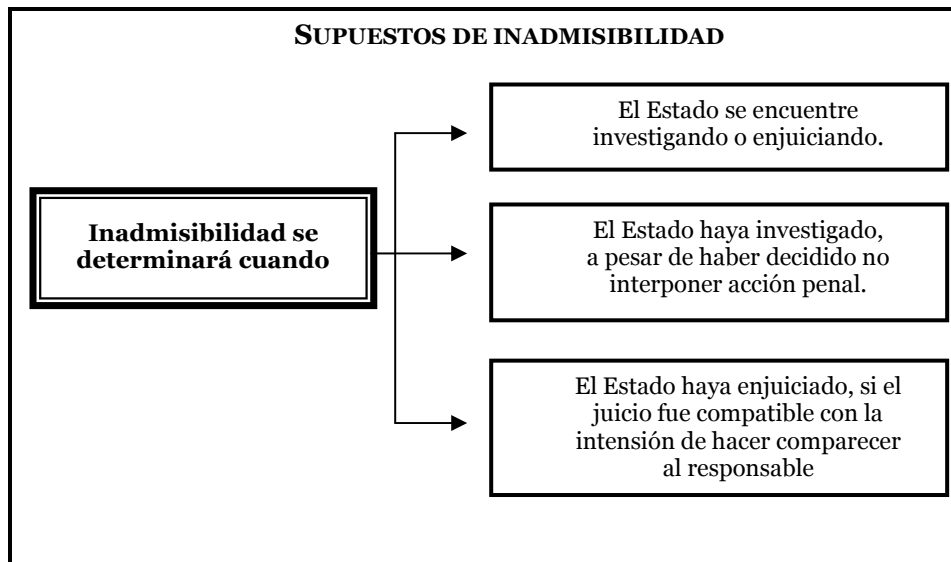 SUPUESTOS DE INADMISIBILIDAD
El Estado se encuentre
investigando o enjuiciando.
Inadmisibilidad se
determinará cuando
El Estado haya investigado,
a pesar de haber decidido no
interponer acción penal.
El Estado haya enjuiciado, si el
juicio fue compatible con la
intensión de hacer comparecer
al responsable